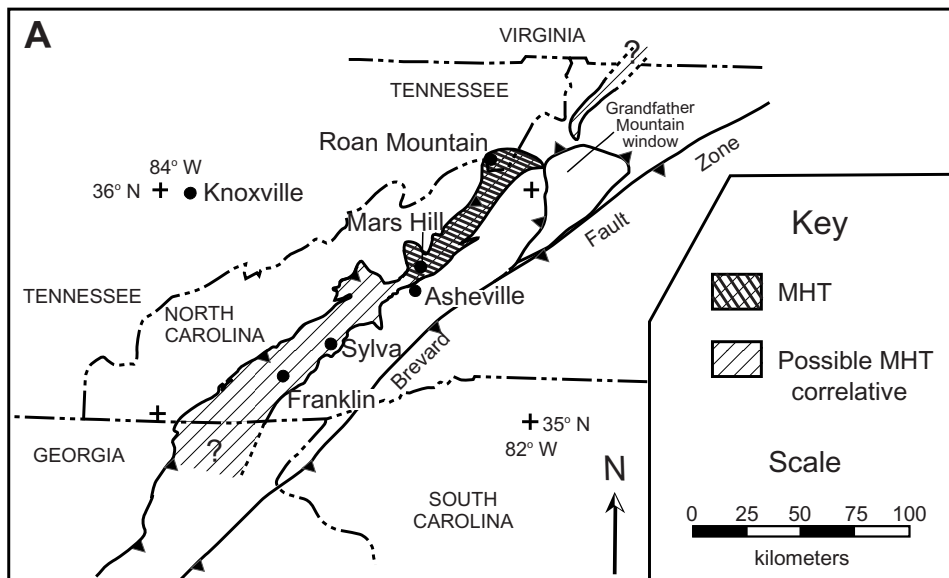 A
VIRGINIA
?
TENNESSEE
Grandfather
Mountain
window
Roan Mountain
Zone
84° W
36° N
Knoxville
Key
Mars Hill
Fault
TENNESSEE
MHT
Asheville
NORTH
CAROLINA
Sylva
Brevard
Possible MHT
correlative
Franklin
35° N
82° W
?
GEORGIA
N
Scale
SOUTH
CAROLINA
0 25 50 75 100
kilometers